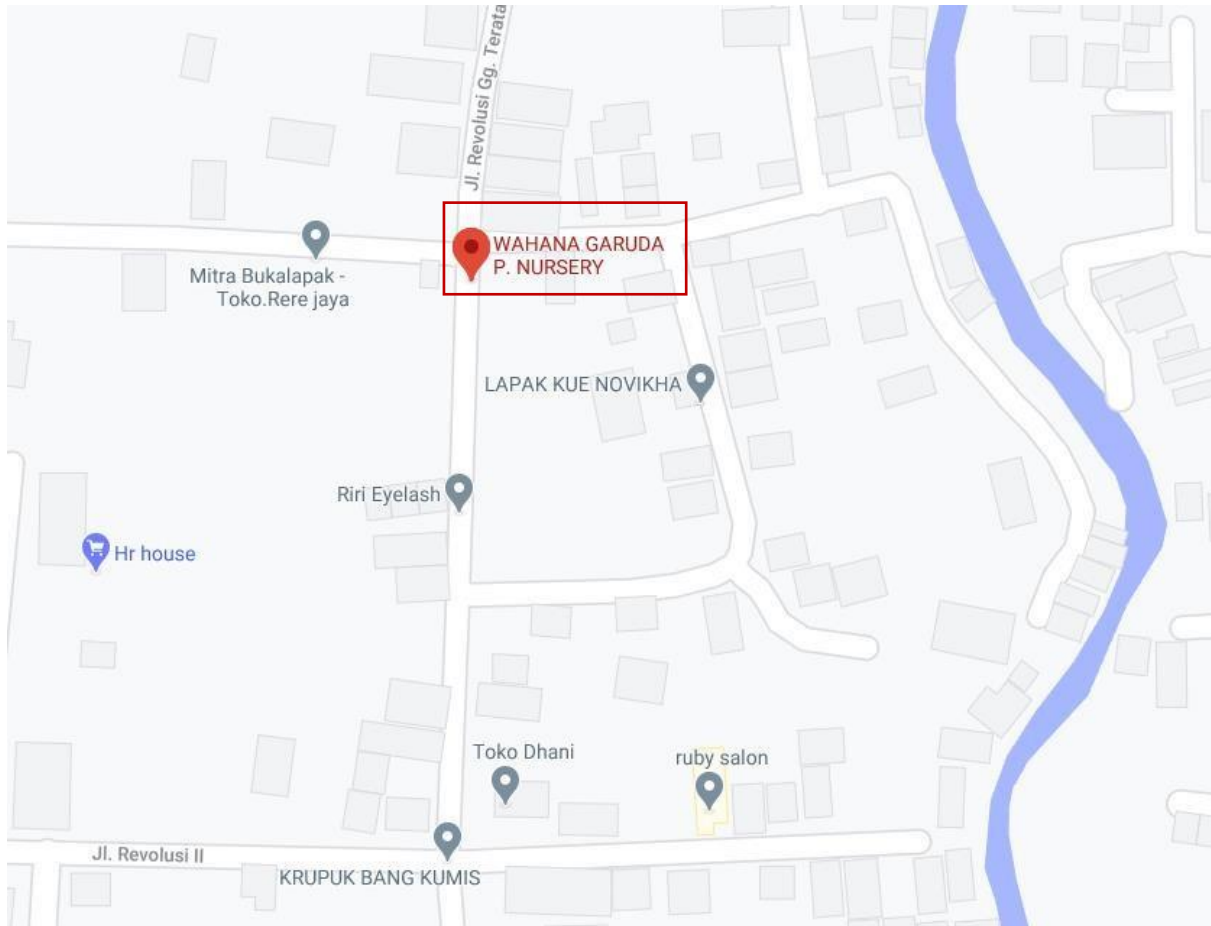 Jl. Revolusi Gg. Terata
WAHANA GARUDA
P. NURSERY
Mitra Bukalapak -
Toko.Rere jaya
LAPAK KUE NOVIKHA
Riri Eyelash
Hr house
Toko Dhani
ruby salon
Jl. Revolusi II
KRUPUK BANG KUMIS